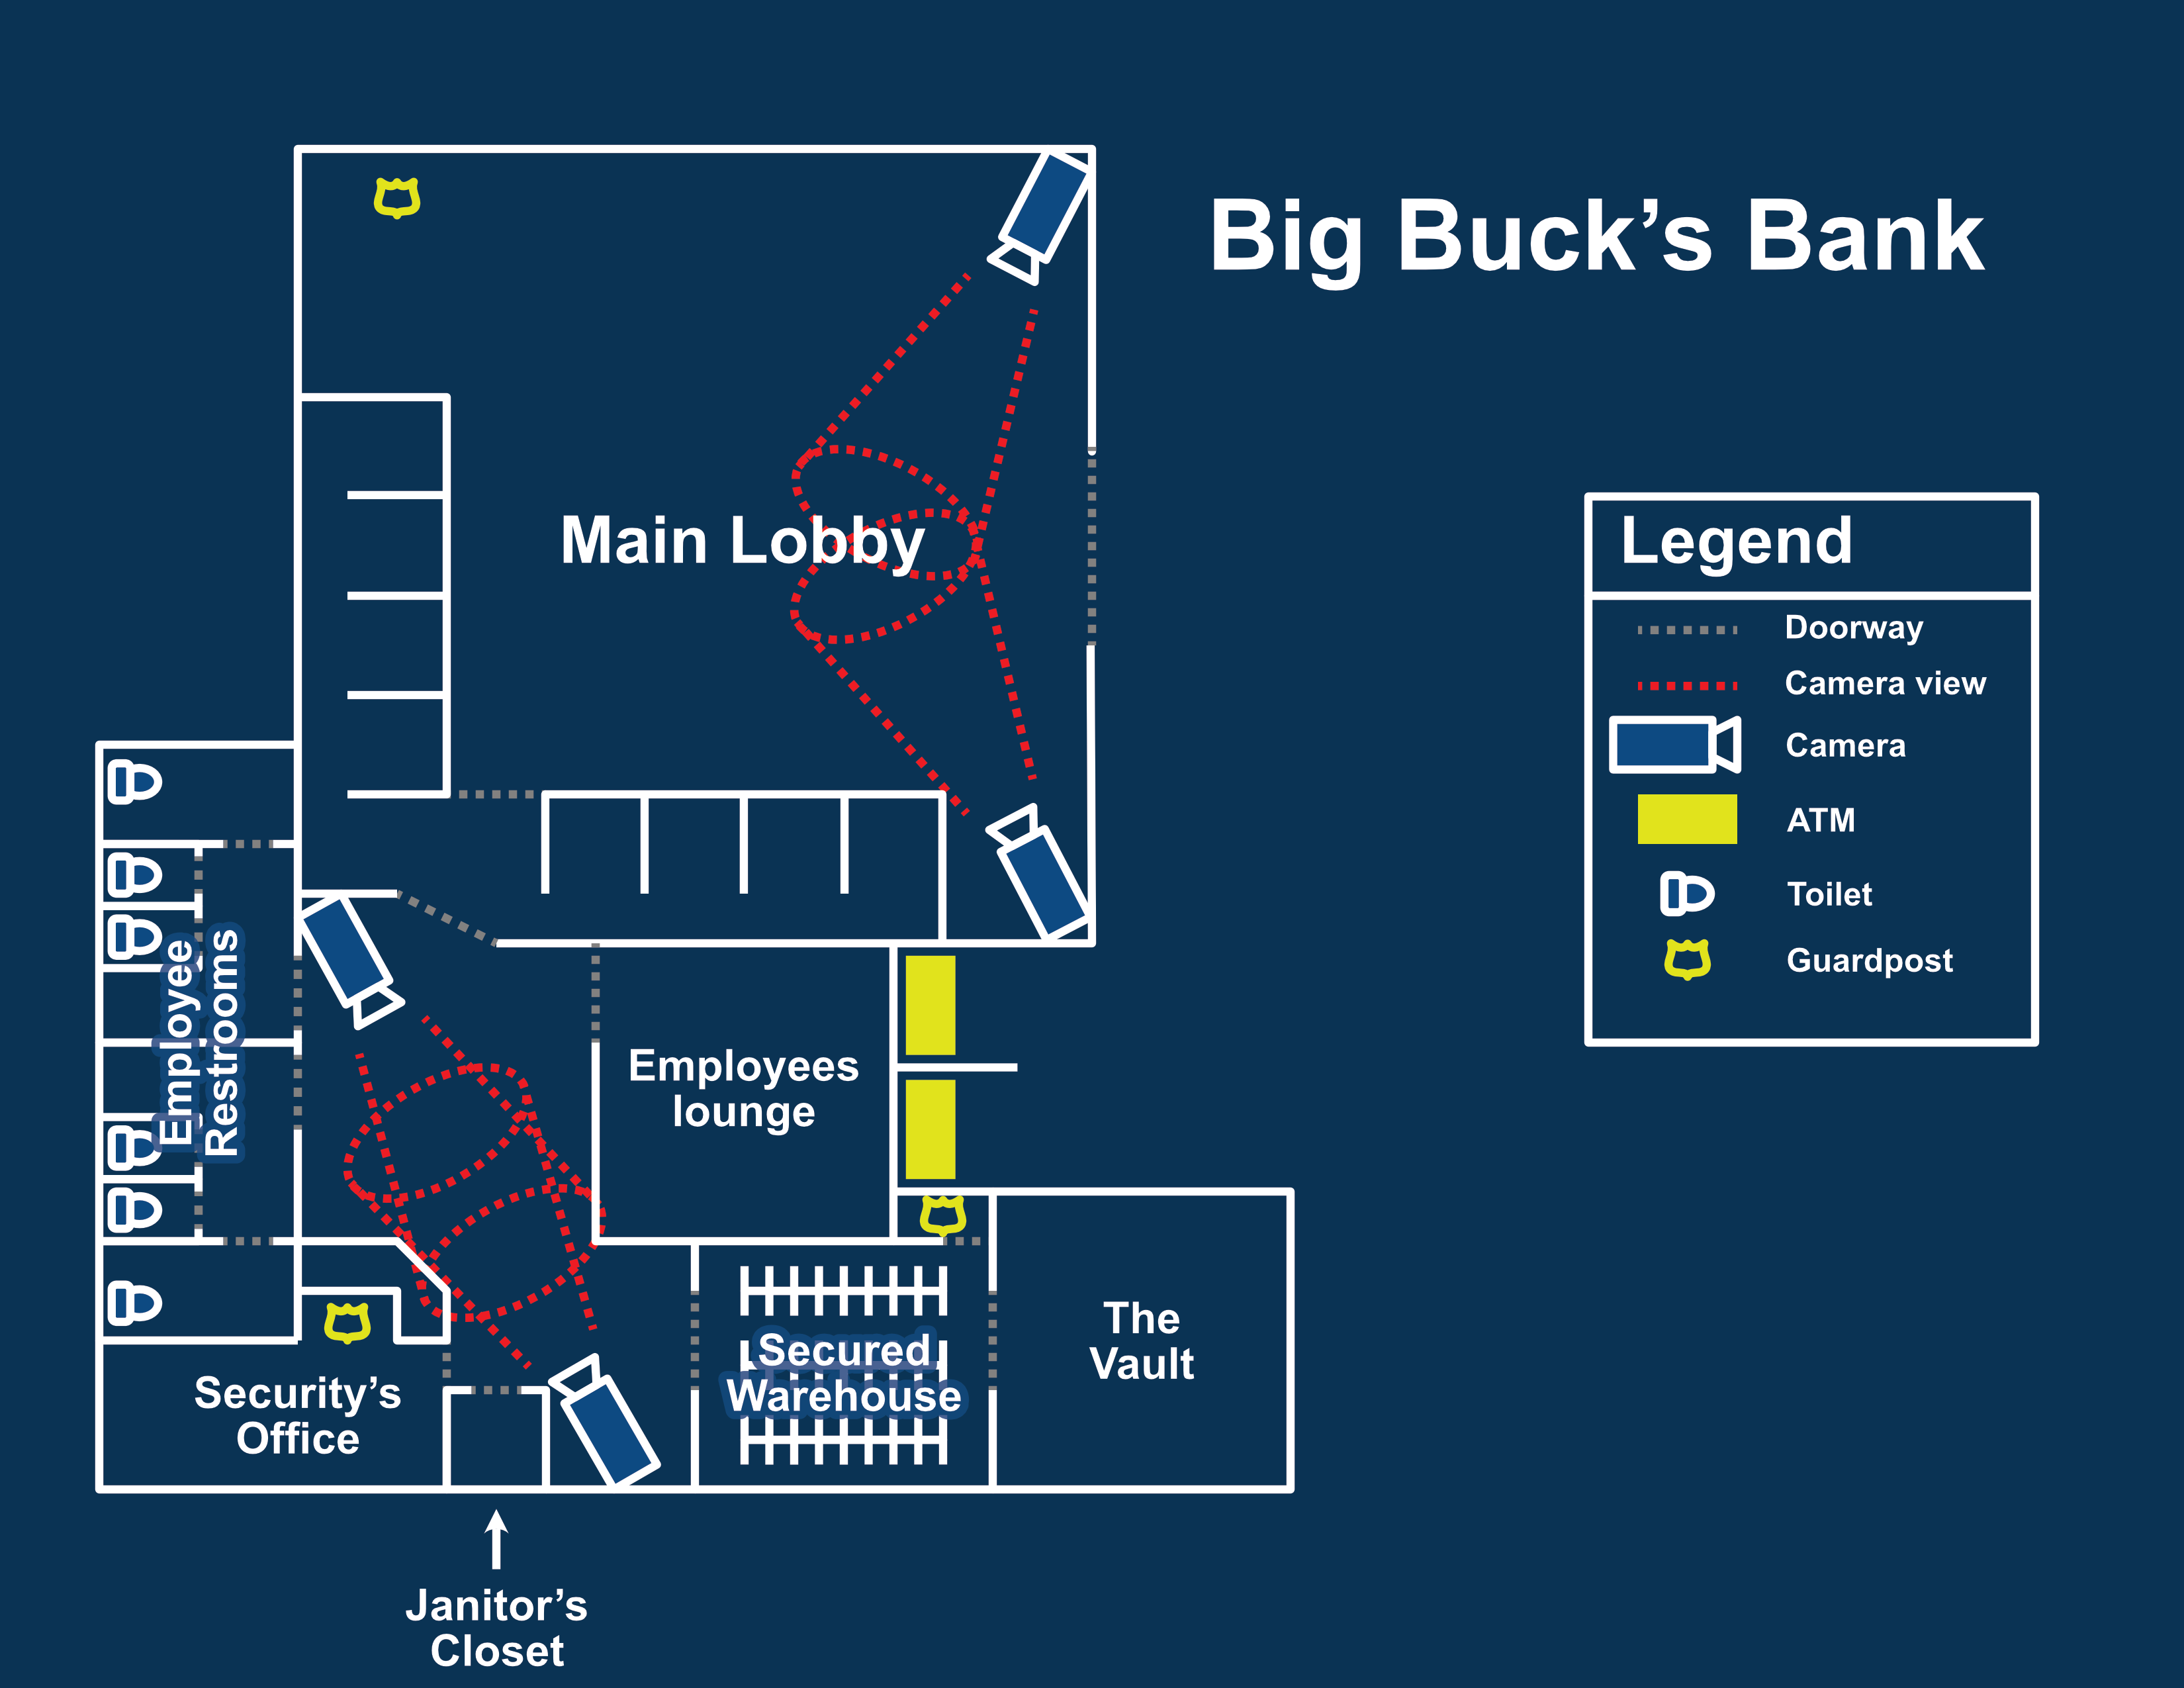 Big Buck’s Bank
Main Lobby
Legend
Doorway
Camera view
Camera
ATM
Toilet
Guardpost
Employee
Restrooms
Employees
lounge
The
Vault
Secured
Warehouse
Security’s
Office
Janitor’s
Closet